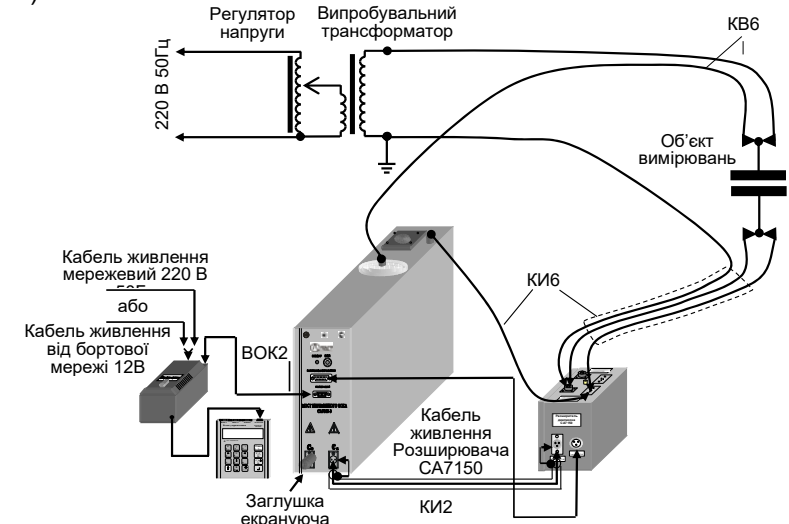 Регулятор
напруги
Випробувальний
трансформатор
КВ6
220 В 50Гц
Об’єкт
вимірювань
Кабель живлення
мережевий 220 В
або
Кабель живлення
від бортової
мережі 12В
ВОК2
КИ6
Кабель
живлення
Розширювача
СА7150
Заглушка
екрануюча
КИ2